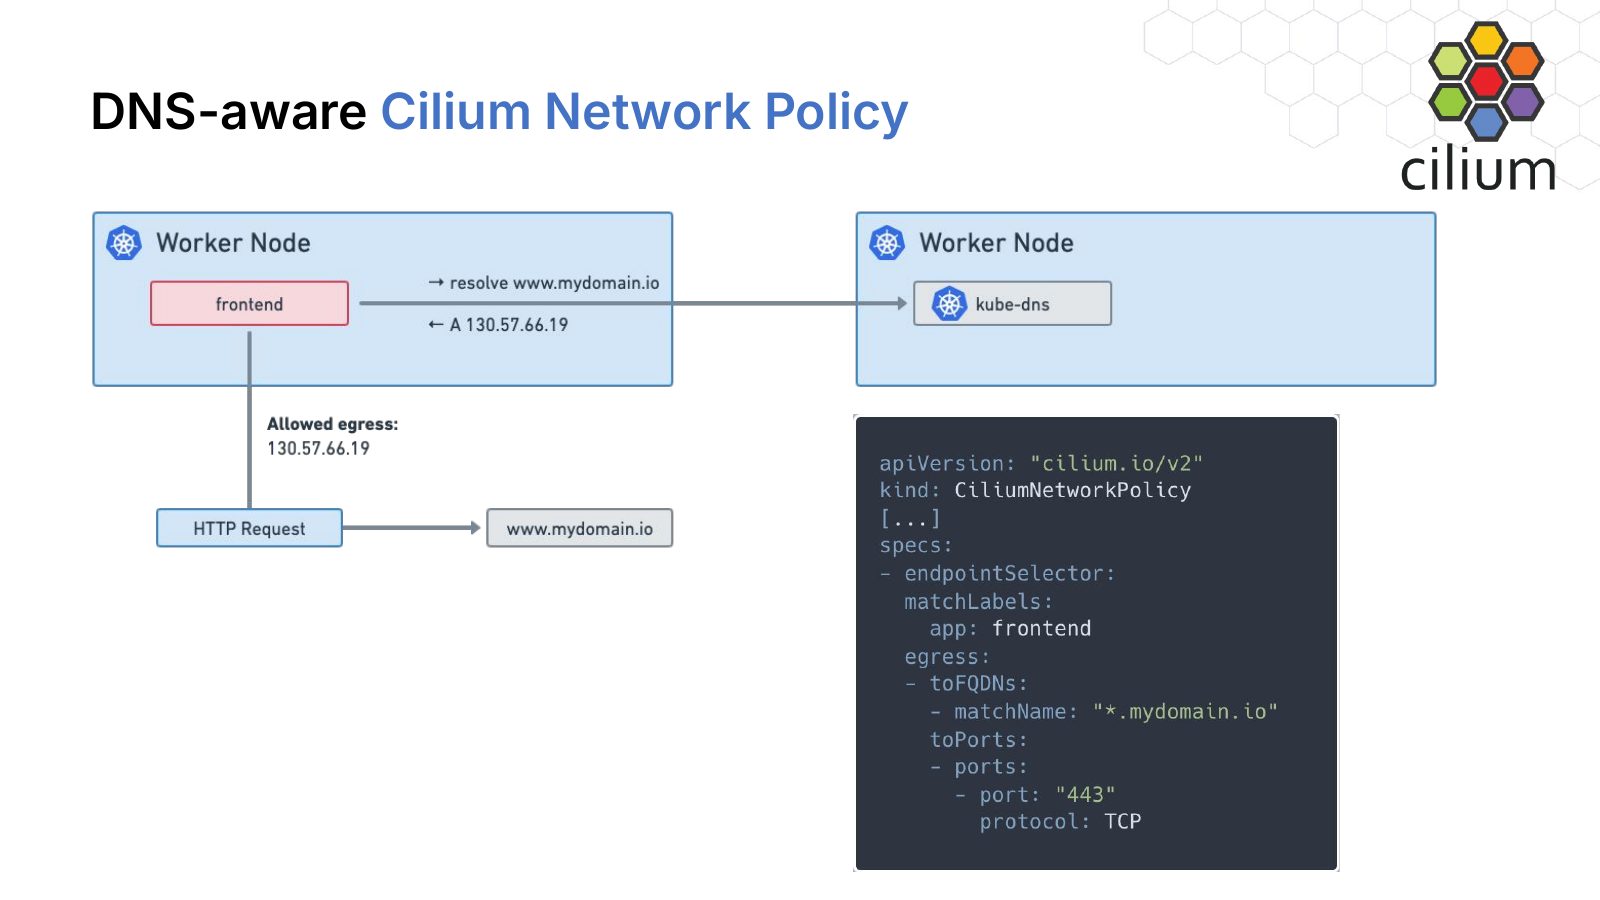 DNS-aware Cilium Network Policy
cilium
Worker Node
frontend
→ resolve www.mydomain.io
← A 130.57.66.19
Worker Node
kube-dns
Allowed egress:
130.57.66.19
HTTP Request
www.mydomain.io
apiVersion: "cilium.io/v2"
kind: CiliumNetworkPolicy
[...]
specs:
- endpointSelector:
  matchLabels:
    app: frontend
  egress:
  - toFQDNs:
    - matchName: "*.mydomain.io"
    toPorts:
    - ports:
      - port: "443"
        protocol: TCP